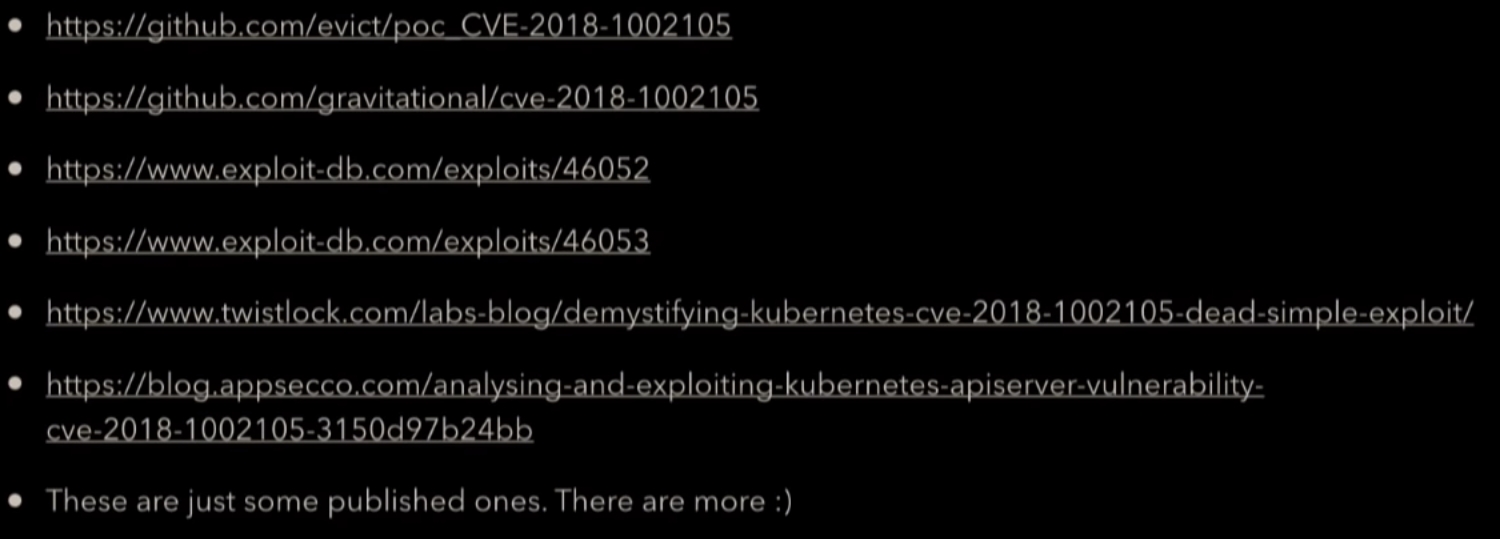 • https://github.com/evict/poc_CVE-2018-1002105
• https://github.com/gravitational/cve-2018-1002105
• https://www.exploit-db.com/exploits/46052
• https://www.exploit-db.com/exploits/46053
• https://www.twistlock.com/labs-blog/demystifying-kubernetes-cve-2018-1002105-dead-simple-exploit/
• https://blog.appsecco.com/analysing-and-exploiting-kubernetes-apiserver-vulnerability-
cve-2018-1002105-3150d97b24bb
• These are just some published ones. There are more :)